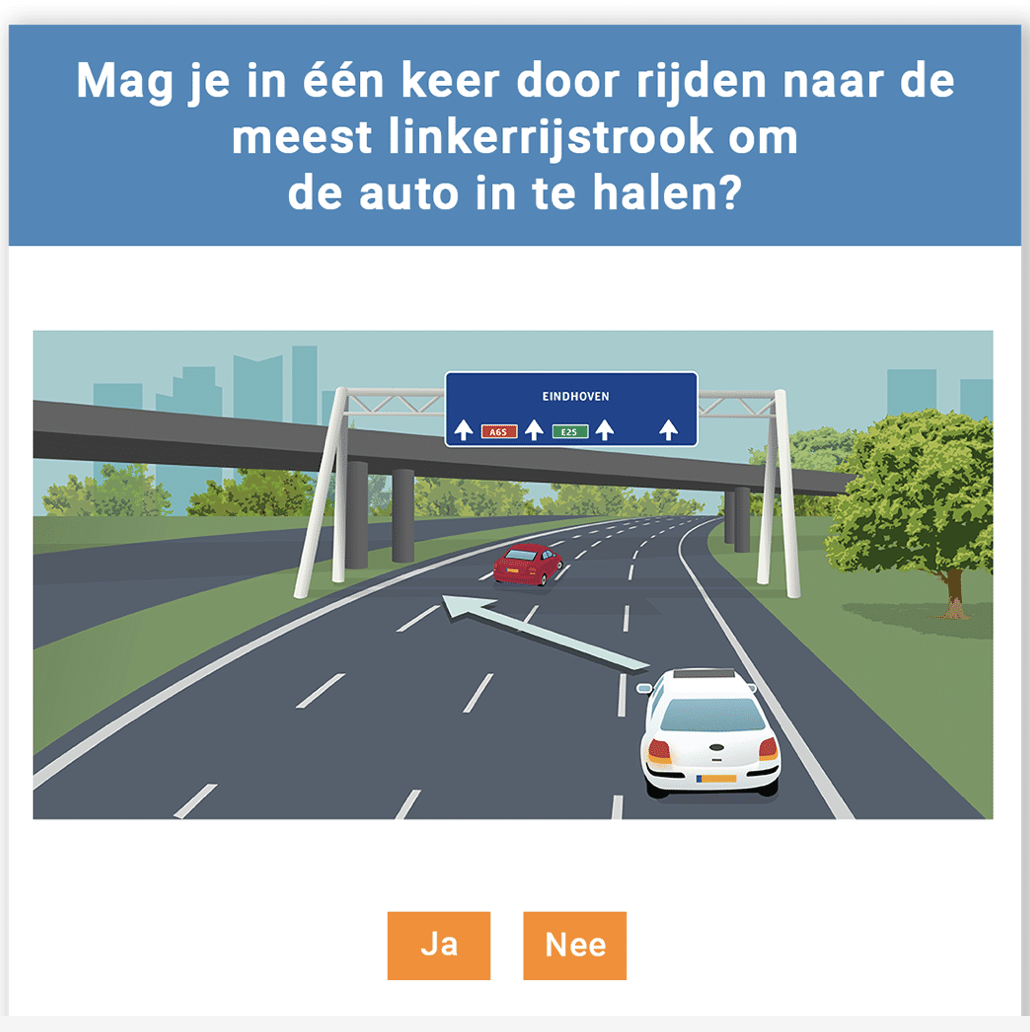 Mag je in één keer door rijden naar de
meest linkerrijstrook om
de auto in te halen?
EINDHOVEN
A65 E25
Ja Nee